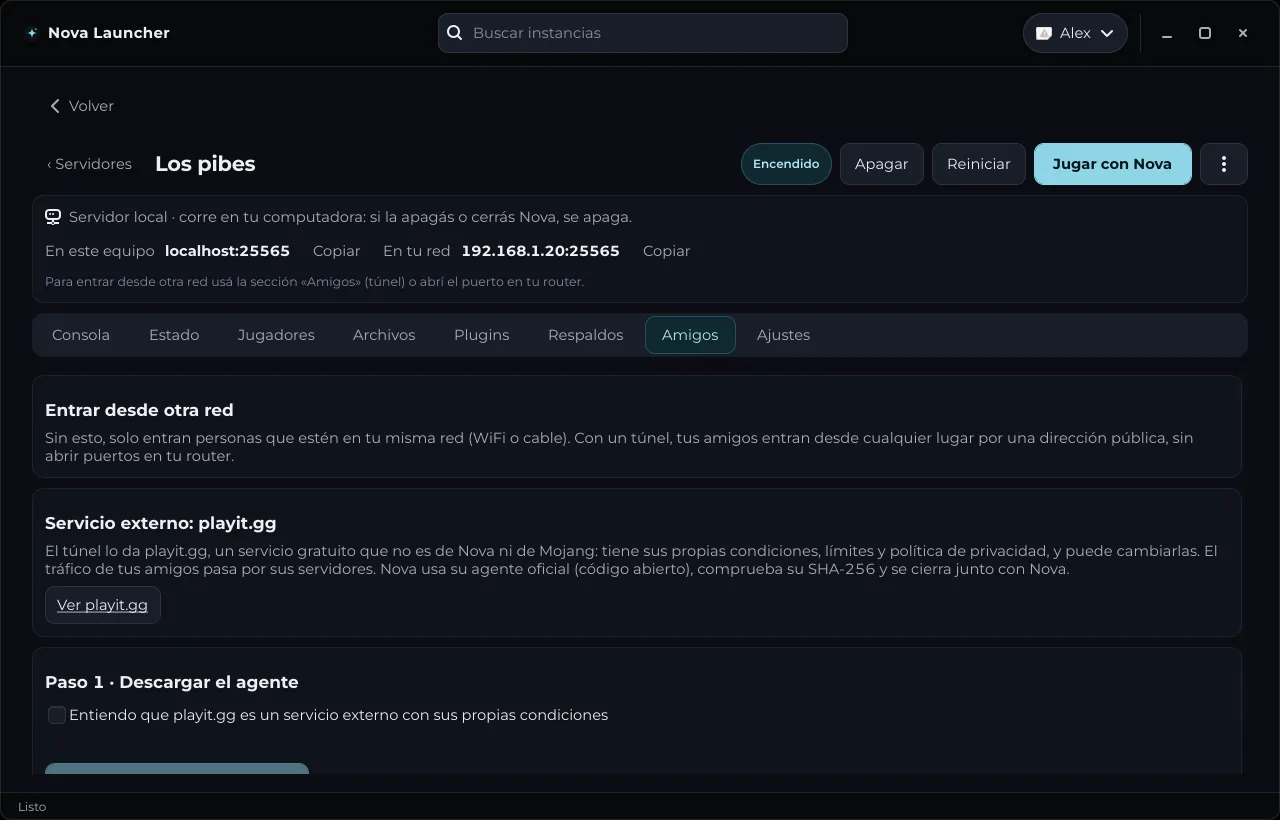 Nova Launcher
Buscar instancias
Alex
Volver
‹ Servidores
Los pibes
Encendido
Apagar
Reiniciar
Jugar con Nova
Servidor local · corre en tu computadora: si la apagás o cerrás Nova, se apaga.
En este equipo localhost:25565 Copiar En tu red 192.168.1.20:25565 Copiar
Para entrar desde otra red usá la sección «Amigos» (túnel) o abrí el puerto en tu router.
Consola Estado Jugadores Archivos Plugins Respaldos Amigos Ajustes
Entrar desde otra red
Sin esto, solo entran personas que estén en tu misma red (WiFi o cable). Con un túnel, tus amigos entran desde cualquier lugar por una dirección pública, sin
abrir puertos en tu router.
Servicio externo: playit.gg
El túnel lo da playit.gg, un servicio gratuito que no es de Nova ni de Mojang: tiene sus propias condiciones, límites y política de privacidad, y puede cambiarlas. El
tráfico de tus amigos pasa por sus servidores. Nova usa su agente oficial (código abierto), comprueba su SHA-256 y se cierra junto con Nova.
Ver playit.gg
Paso 1 · Descargar el agente
Entiendo que playit.gg es un servicio externo con sus propias condiciones
Listo